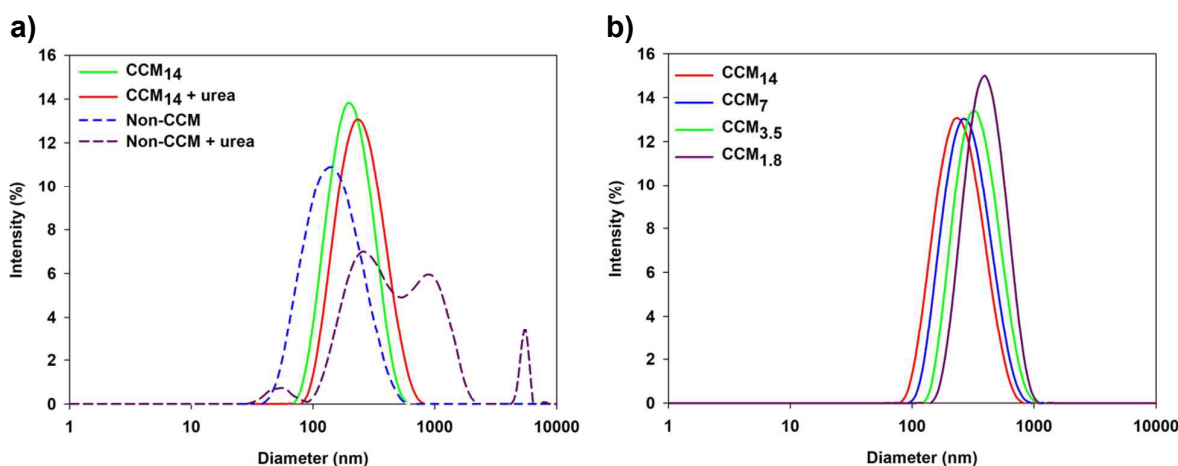 a)
16
14
12
10
8
6
4
2
0
Intensity (%)
CCM14
CCM14 + urea
Non-CCM
Non-CCM + urea
1 10 100 1000 10000
Diameter (nm)
b)
16
14
12
10
8
6
4
2
0
Intensity (%)
CCM14
CCM7
CCM3.5
CCM1.8
1 10 100 1000 10000
Diameter (nm)